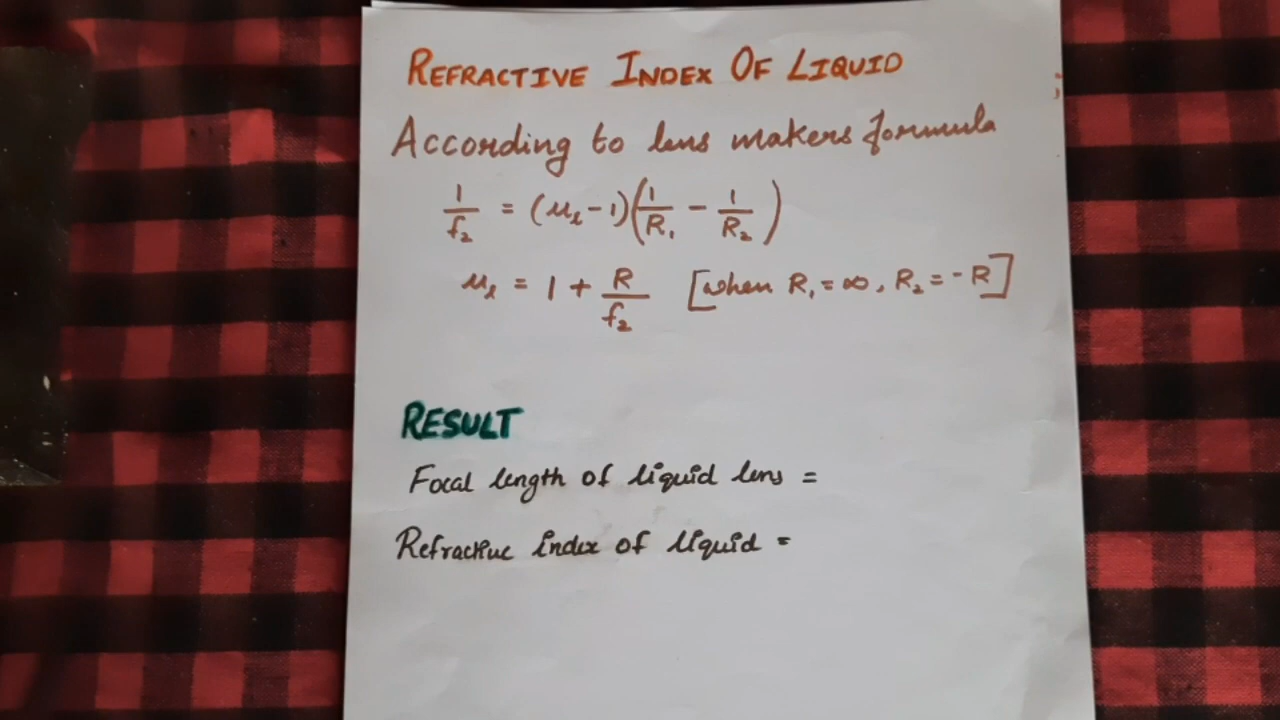 REFRACTIVE INDEX OF LIQUID
According to lens makers formula
1/f₂ = (μₗ - 1)(1/R₁ - 1/R₂)
μₗ = 1 + R/f₂ [when R₁ = ∞, R₂ = -R]
RESULT
Focal length of liquid lens =
Refractive index of liquid =